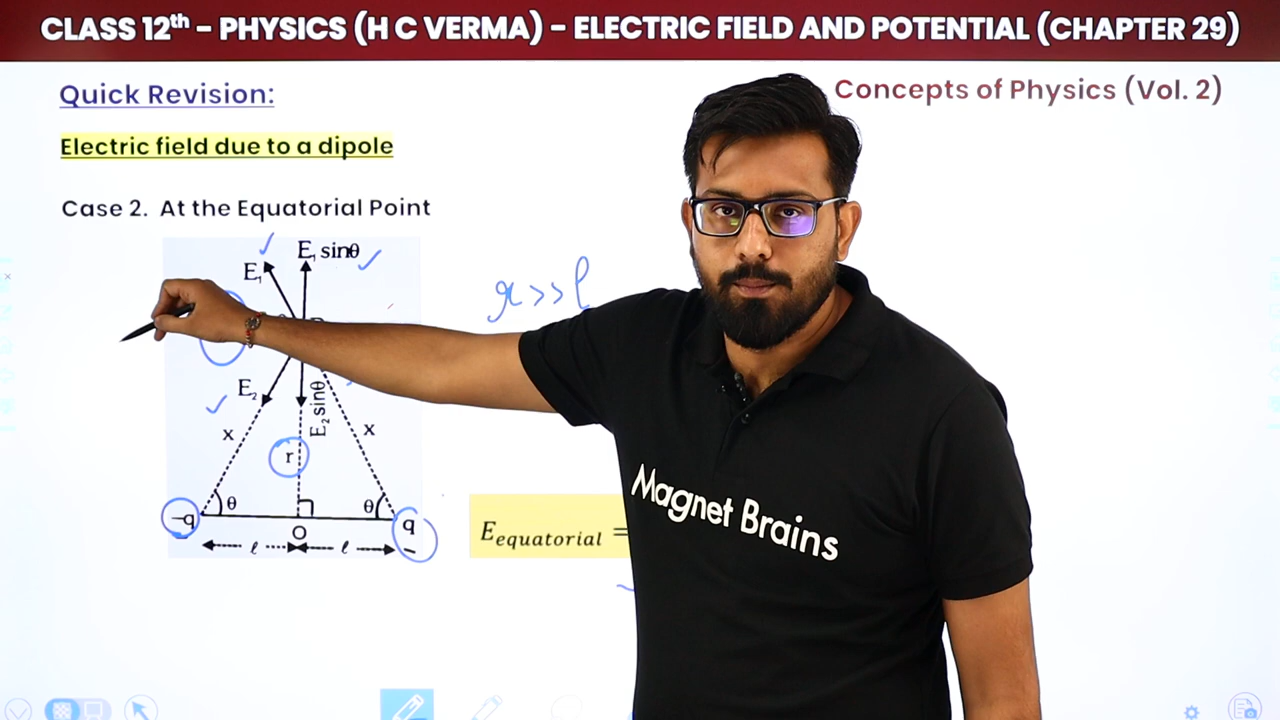 CLASS 12th – PHYSICS (H C VERMA) – ELECTRIC FIELD AND POTENTIAL (CHAPTER 29)
Quick Revision:
Concepts of Physics (Vol. 2)
Electric field due to a dipole
Case 2. At the Equatorial Point
E₁ sinθ
E₁
r >> l
E₂
E₂ sinθ
x
x
r
θ
θ
–q
q
O
ℓ
ℓ
E equatorial =
Magnet Brains